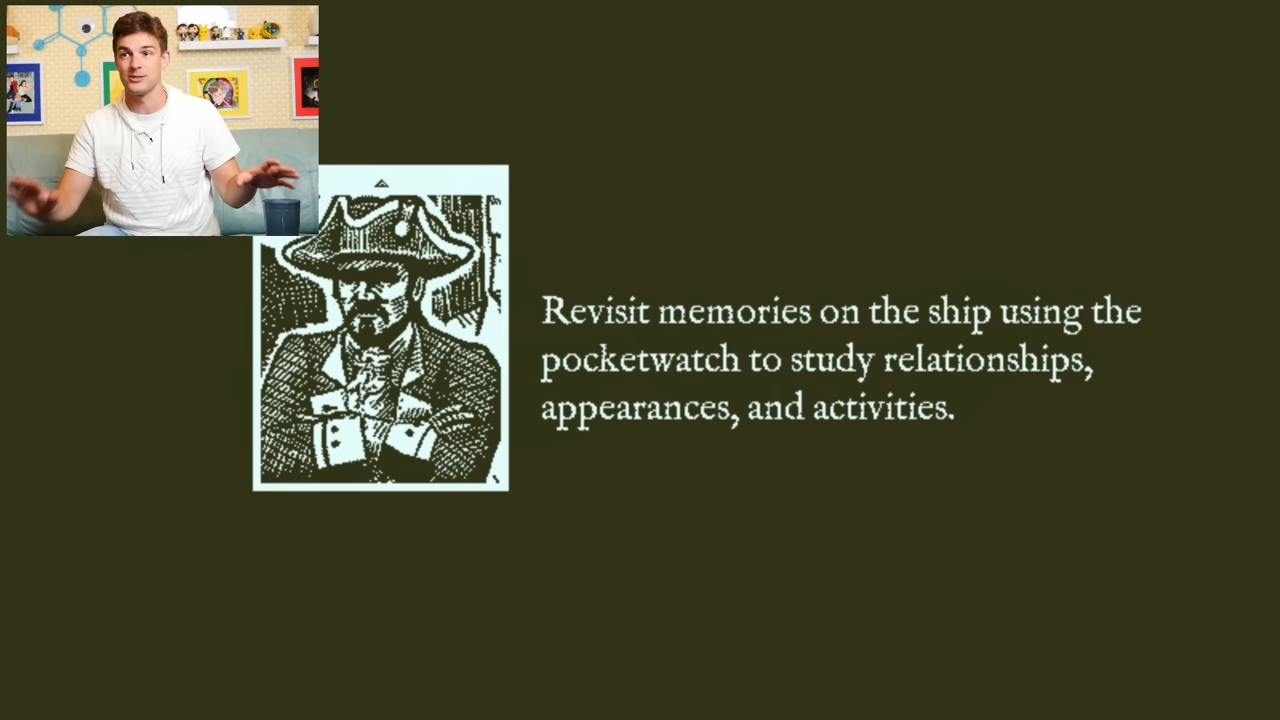 Revisit memories on the ship using the
pocketwatch to study relationships,
appearances, and activities.